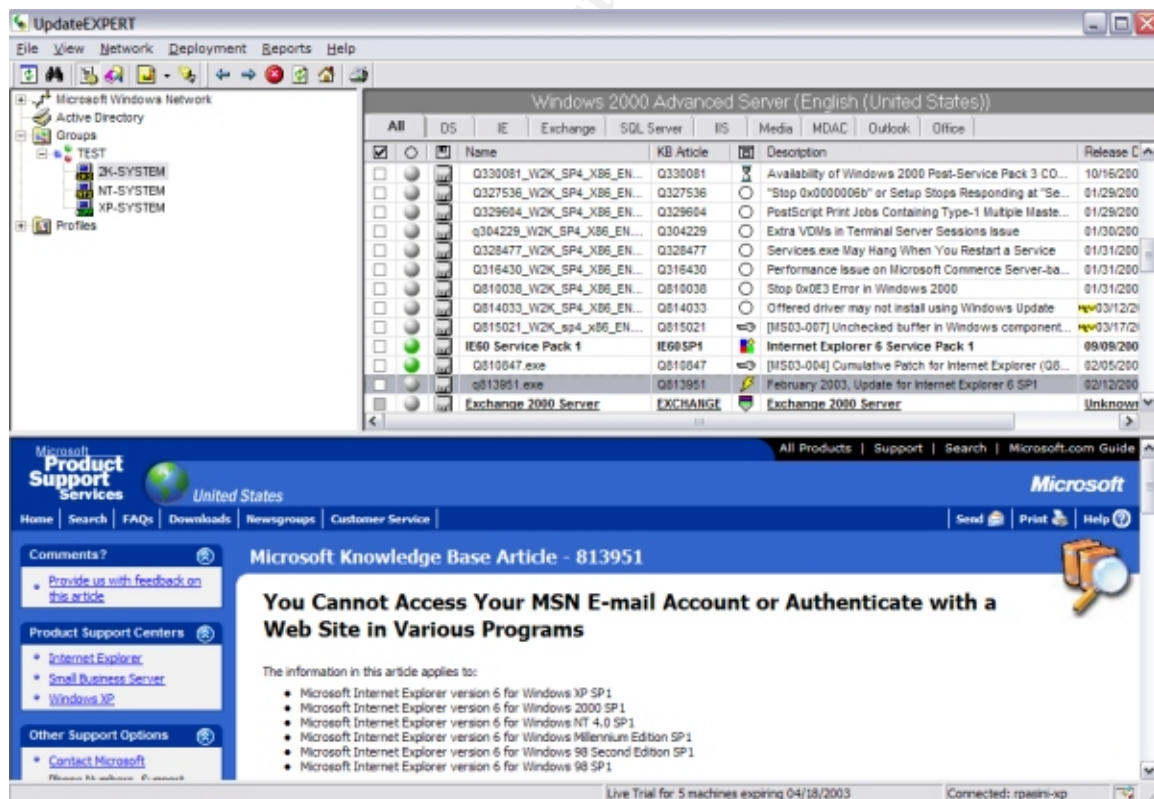 UpdateEXPERT
File View Network Deployment Reports Help
Microsoft Windows Network
Active Directory
Groups
TEST
2K-SYSTEM
NT-SYSTEM
XP-SYSTEM
Profiles
Windows 2000 Advanced Server (English (United States))
All OS IE Exchange SQL Server IIS Media MDAC Outlook Office
Name KB Article Description Release D
Q330081_W2K_SP4_X86_EN... Q330081 Availability of Windows 2000 Post-Service Pack 3 CO... 10/16/200
Q327536_W2K_SP4_X86_EN... Q327536 "Stop 0x0000006b" or Setup Stops Responding at "Se... 01/29/200
Q329604_W2K_SP4_X86_EN... Q329604 PostScript Print Jobs Containing Type-1 Multiple Maste... 01/29/200
q304229_W2K_SP4_X86_EN... Q304229 Extra VDMs in Terminal Server Sessions Issue 01/30/200
Q328477_W2K_SP4_X86_EN... Q328477 Services.exe May Hang When You Restart a Service 01/31/200
Q316430_W2K_SP4_X86_EN... Q316430 Performance Issue on Microsoft Commerce Server-ba... 01/31/200
Q810038_W2K_SP4_X86_EN... Q810038 Stop 0x0E3 Error in Windows 2000 01/31/200
Q814033_W2K_SP4_X86_EN... Q814033 Offered driver may not install using Windows Update 03/12/2
Q815021_W2K_sp4_x86_EN... Q815021 [MS03-007] Unchecked buffer in Windows component... 03/17/2
IE60 Service Pack 1 IE60SP1 Internet Explorer 6 Service Pack 1 09/09/200
Q810847.exe Q810847 [MS03-004] Cumulative Patch for Internet Explorer (Q8... 02/05/200
q813951.exe Q813951 February 2003, Update for Internet Explorer 6 SP1 02/12/200
Exchange 2000 Server EXCHANGE Exchange 2000 Server Unknown
All Products | Support | Search | Microsoft.com Guide
Microsoft
Product
Support
Services
United States
Microsoft
Home | Search | FAQs | Downloads | Newsgroups | Customer Service | Send | Print | Help
Comments?
Provide us with feedback on
this article
Product Support Centers
Internet Explorer
Small Business Server
Windows XP
Other Support Options
Contact Microsoft
Microsoft Knowledge Base Article - 813951
You Cannot Access Your MSN E-mail Account or Authenticate with a
Web Site in Various Programs
The information in this article applies to:
Microsoft Internet Explorer version 6 for Windows XP SP1
Microsoft Internet Explorer version 6 for Windows 2000 SP1
Microsoft Internet Explorer version 6 for Windows NT 4.0 SP1
Microsoft Internet Explorer version 6 for Windows Millennium Edition SP1
Microsoft Internet Explorer version 6 for Windows 98 Second Edition SP1
Microsoft Internet Explorer version 6 for Windows 98 SP1
Live Trial for 5 machines expiring 04/18/2003 Connected: rpasini-xp